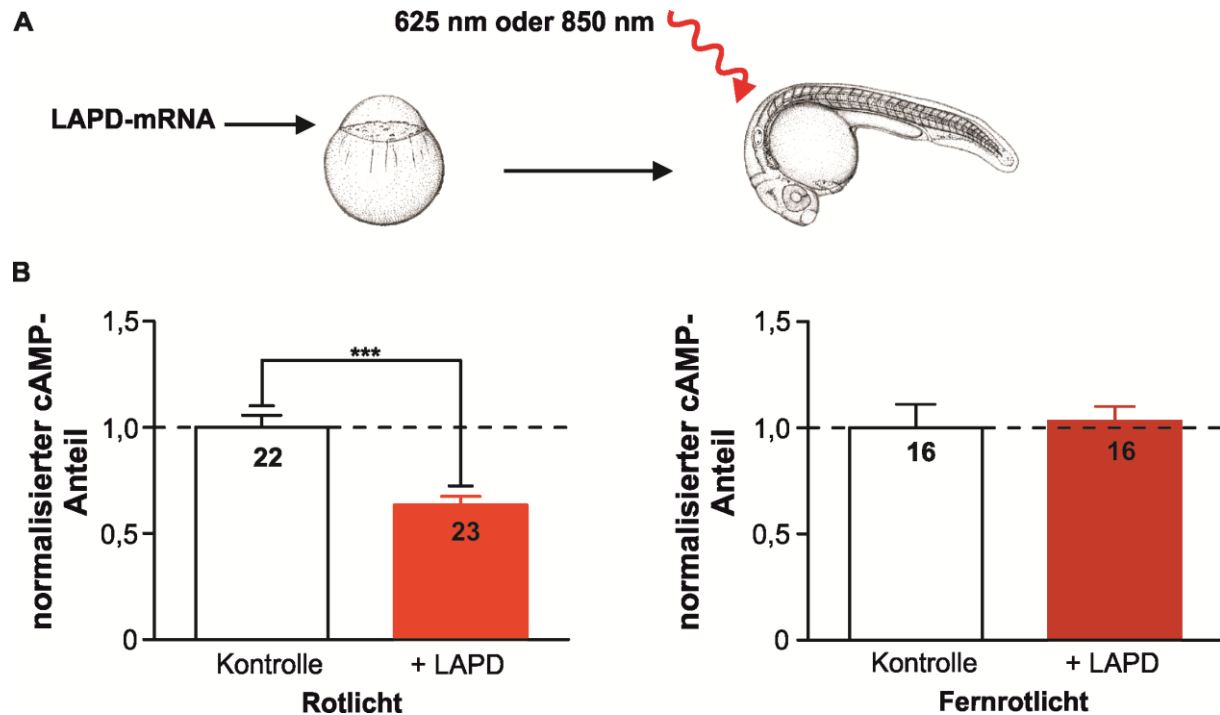 A
625 nm oder 850 nm
LAPD-mRNA
B
normalisierter cAMP-
Anteil
1,5
1,0
0,5
0
***
22
23
Kontrolle
+ LAPD
Rotlicht
normalisierter cAMP-
Anteil
1,5
1,0
0,5
0
16
16
Kontrolle
+ LAPD
Fernrotlicht